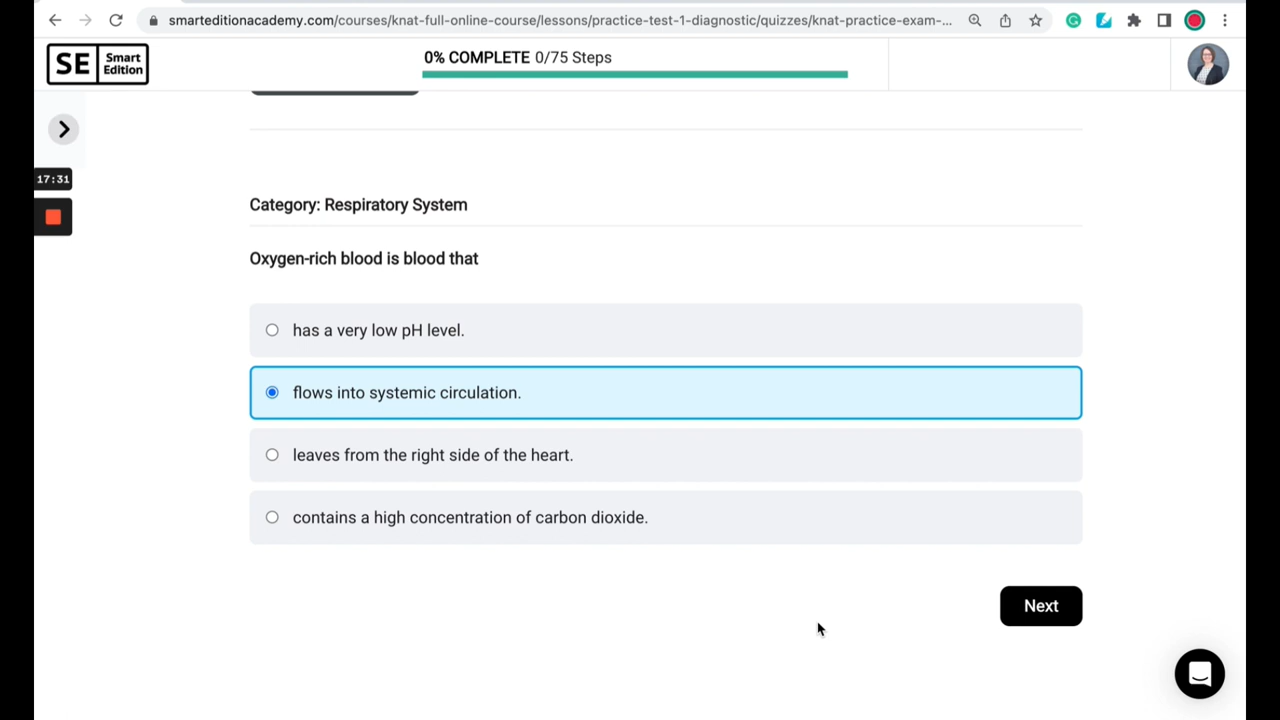 smarteditionacademy.com/courses/knat-full-online-course/lessons/practice-test-1-diagnostic/quizzes/knat-practice-exam-...
SE Smart Edition
0% COMPLETE 0/75 Steps
17:31
Category: Respiratory System
Oxygen-rich blood is blood that
has a very low pH level.
flows into systemic circulation.
leaves from the right side of the heart.
contains a high concentration of carbon dioxide.
Next